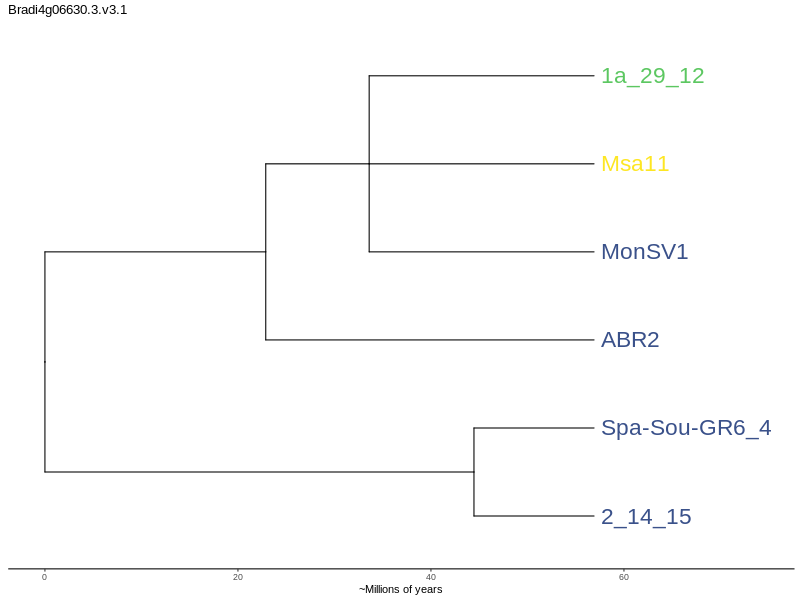 Bradi4g06630.3.v3.1
1a_29_12
Msa11
MonSV1
ABR2
Spa-Sou-GR6_4
2_14_15
0 20 40 60
~Millions of years